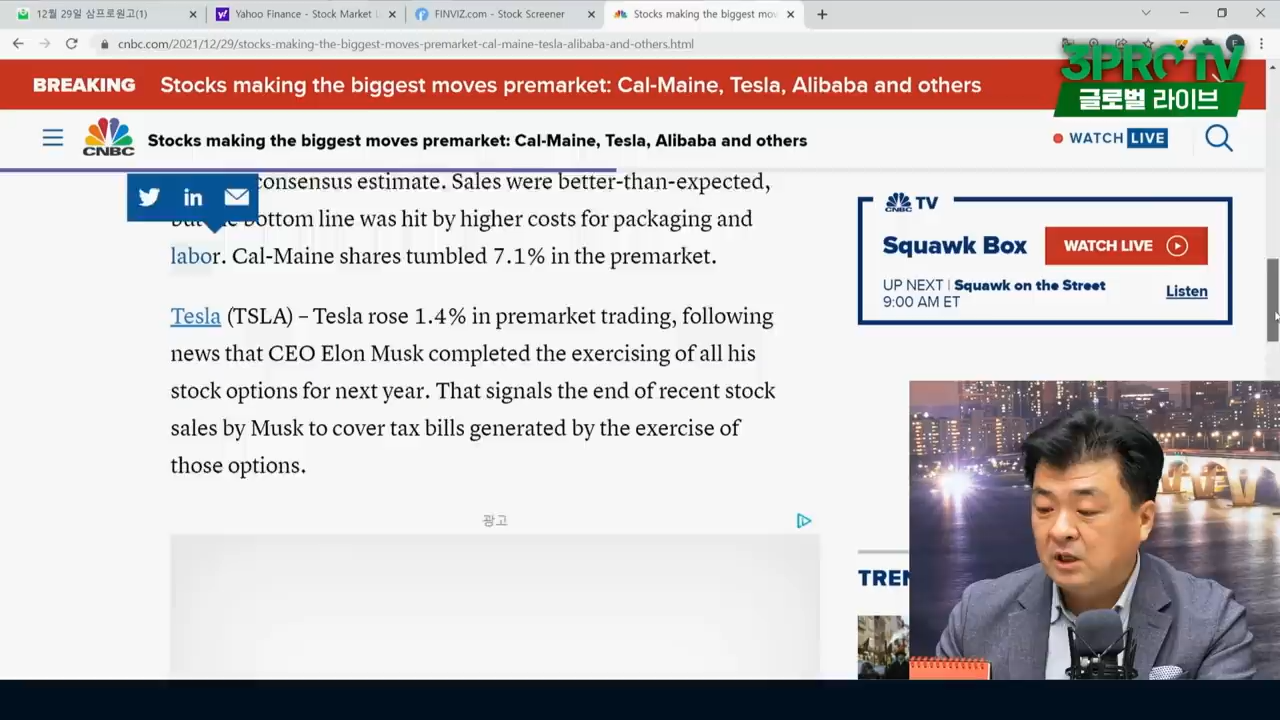 12월 29일 삼프로원고(1)
Yahoo Finance - Stock Market L
FINVIZ.com - Stock Screener
Stocks making the biggest mov
cnbc.com/2021/12/29/stocks-making-the-biggest-moves-premarket-cal-maine-tesla-alibaba-and-others.html
3PRO TV
글로벌 라이브
BREAKING Stocks making the biggest moves premarket: Cal-Maine, Tesla, Alibaba and others
CNBC
Stocks making the biggest moves premarket: Cal-Maine, Tesla, Alibaba and others
WATCH LIVE
consensus estimate. Sales were better-than-expected,
bottom line was hit by higher costs for packaging and
labor. Cal-Maine shares tumbled 7.1% in the premarket.
Tesla (TSLA) – Tesla rose 1.4% in premarket trading, following
news that CEO Elon Musk completed the exercising of all his
stock options for next year. That signals the end of recent stock
sales by Musk to cover tax bills generated by the exercise of
those options.
광고
CNBC TV
Squawk Box
WATCH LIVE
UP NEXT | Squawk on the Street
9:00 AM ET
Listen
TREN